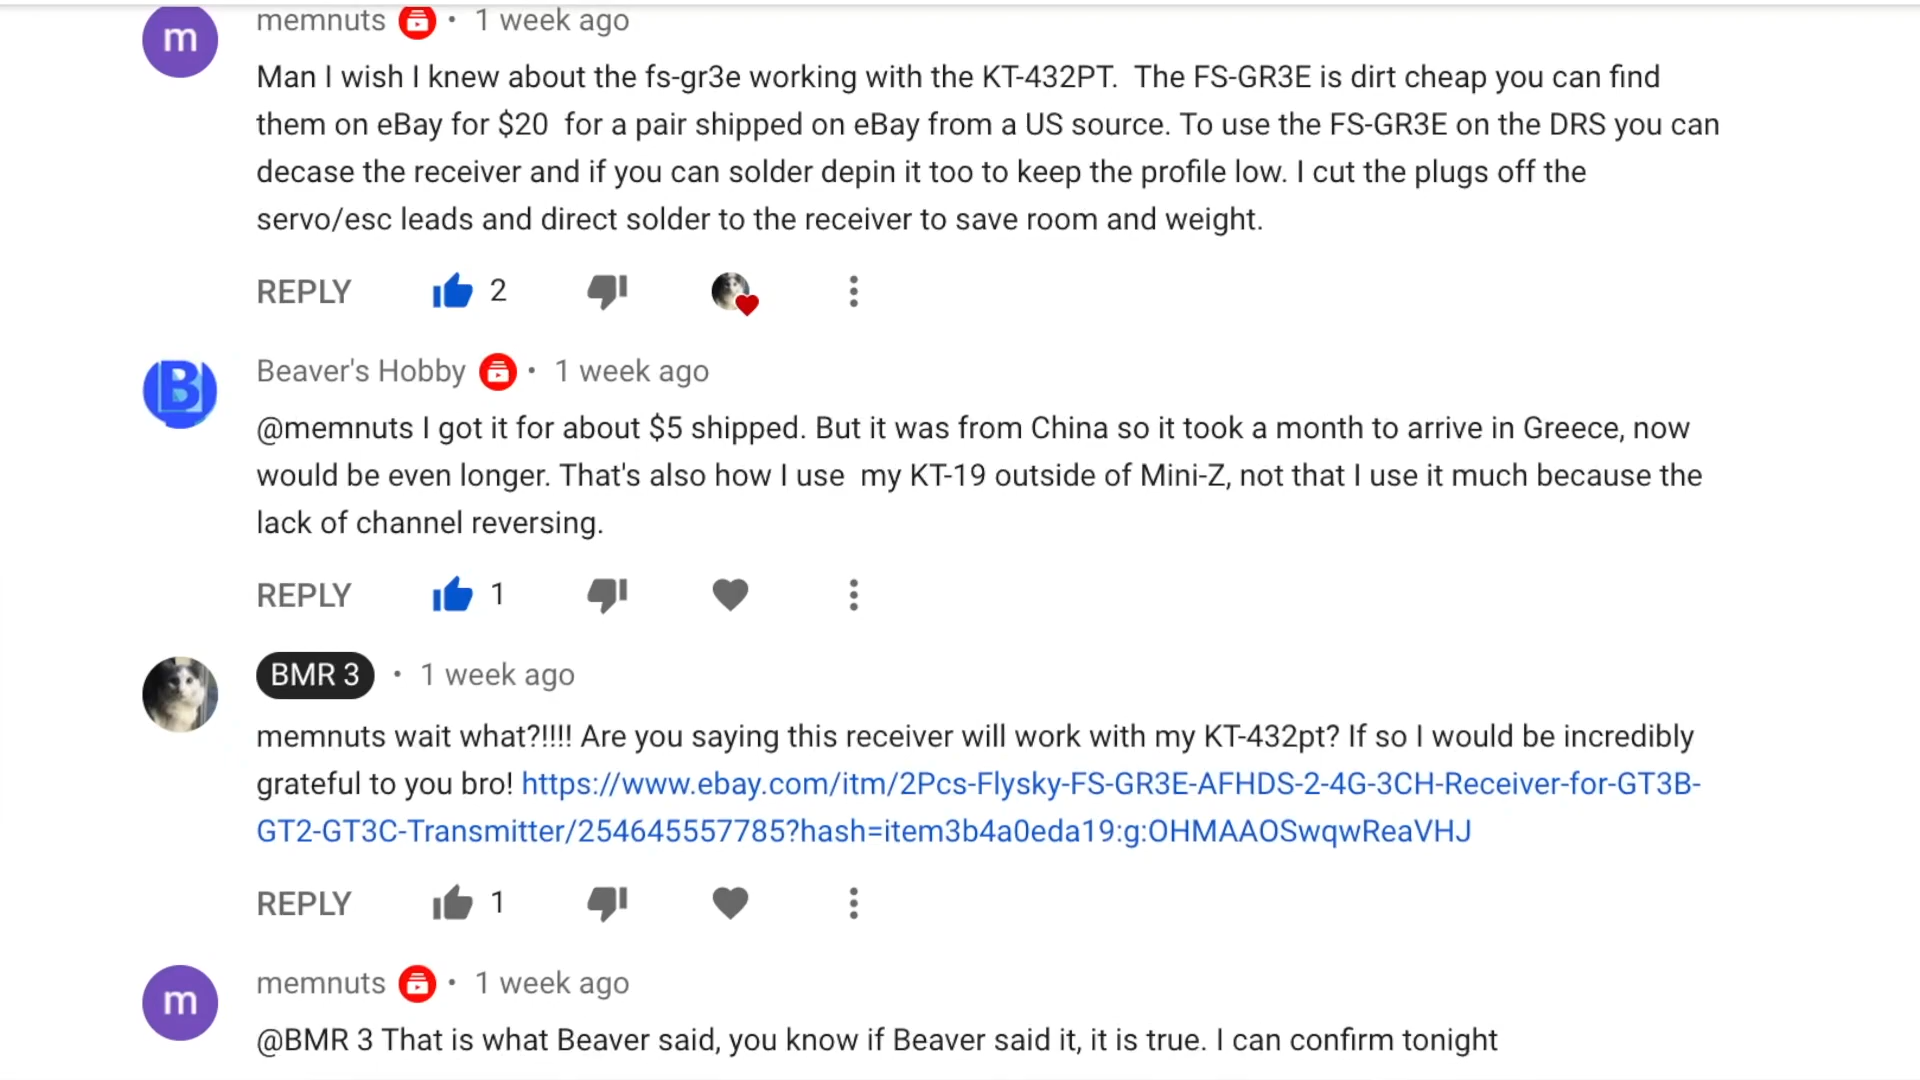 m
memnuts • 1 week ago
Man I wish I knew about the fs-gr3e working with the KT-432PT.  The FS-GR3E is dirt cheap you can find
them on eBay for $20  for a pair shipped on eBay from a US source. To use the FS-GR3E on the DRS you can
decase the receiver and if you can solder depin it too to keep the profile low. I cut the plugs off the
servo/esc leads and direct solder to the receiver to save room and weight.
REPLY 2
B
Beaver's Hobby • 1 week ago
@memnuts I got it for about $5 shipped. But it was from China so it took a month to arrive in Greece, now
would be even longer. That's also how I use  my KT-19 outside of Mini-Z, not that I use it much because the
lack of channel reversing.
REPLY 1
BMR 3 • 1 week ago
memnuts wait what?!!!! Are you saying this receiver will work with my KT-432pt? If so I would be incredibly
grateful to you bro! https://www.ebay.com/itm/2Pcs-Flysky-FS-GR3E-AFHDS-2-4G-3CH-Receiver-for-GT3B-
GT2-GT3C-Transmitter/254645557785?hash=item3b4a0eda19:g:OHMAAOSwqwReaVHJ
REPLY 1
m
memnuts • 1 week ago
@BMR 3 That is what Beaver said, you know if Beaver said it, it is true. I can confirm tonight